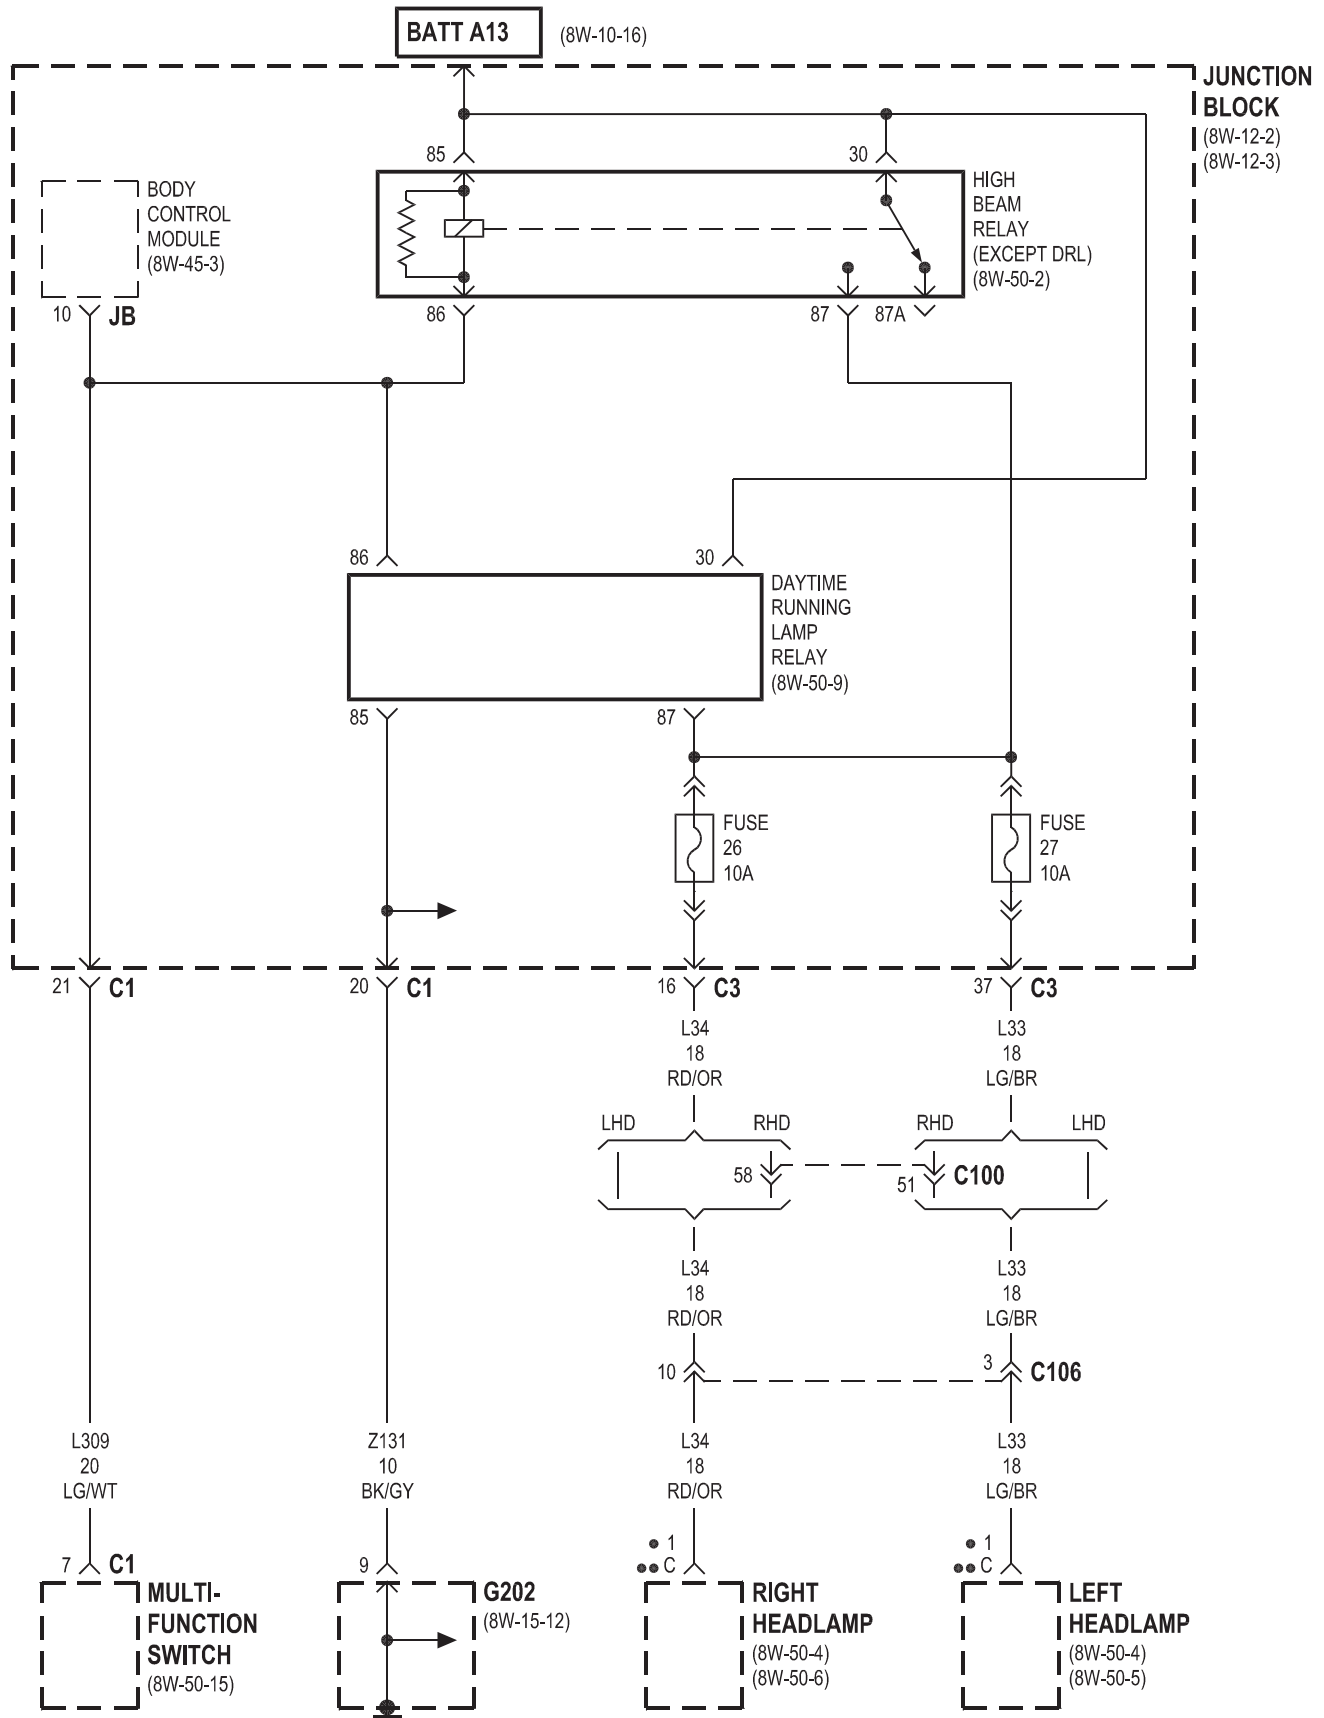 BATT A13
(8W-10-16)
JUNCTION
BLOCK
(8W-12-2)
(8W-12-3)
85
30
BODY
CONTROL
MODULE
(8W-45-3)
HIGH
BEAM
RELAY
(EXCEPT DRL)
(8W-50-2)
10
JB
86
87
87A
86
30
DAYTIME
RUNNING
LAMP
RELAY
(8W-50-9)
85
87
FUSE
26
10A
FUSE
27
10A
21
C1
20
C1
16
C3
37
C3
L34
18
RD/OR
L33
18
LG/BR
LHD
RHD
RHD
LHD
58
51
C100
L34
18
RD/OR
L33
18
LG/BR
10
3
C106
L309
20
LG/WT
Z131
10
BK/GY
L34
18
RD/OR
L33
18
LG/BR
7
C1
9
• 1
•• C
• 1
•• C
MULTI-
FUNCTION
SWITCH
(8W-50-15)
G202
(8W-15-12)
RIGHT
HEADLAMP
(8W-50-4)
(8W-50-6)
LEFT
HEADLAMP
(8W-50-4)
(8W-50-5)